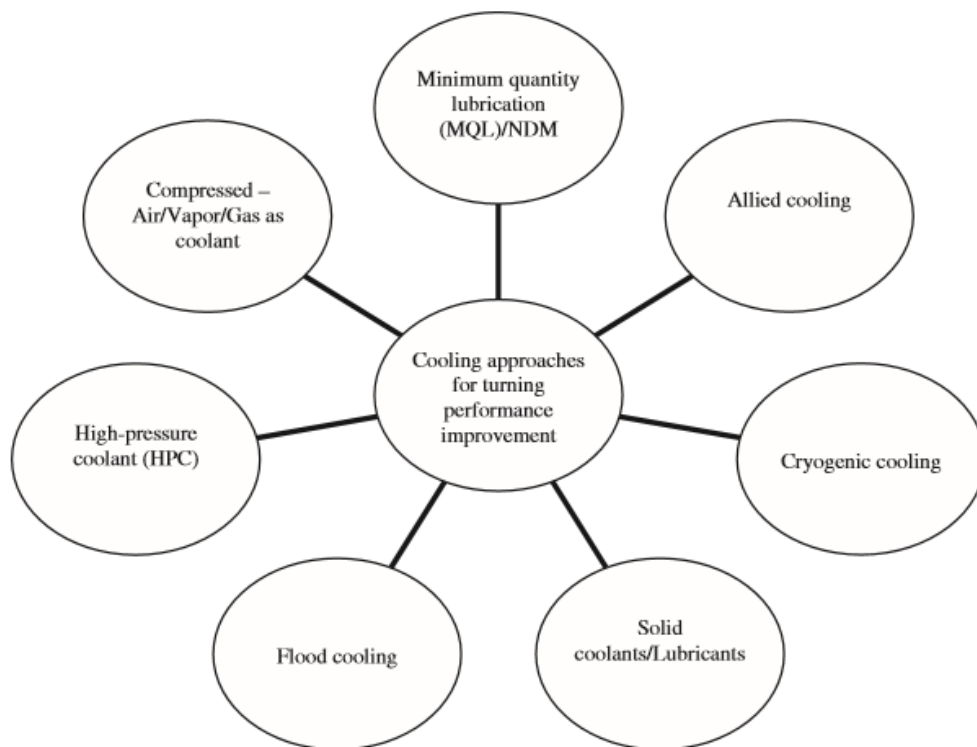 Minimum quantity
lubrication
(MQL)/NDM
Compressed –
Air/Vapor/Gas as
coolant
Allied cooling
Cooling approaches
for turning
performance
improvement
High-pressure
coolant (HPC)
Cryogenic cooling
Flood cooling
Solid
coolants/Lubricants